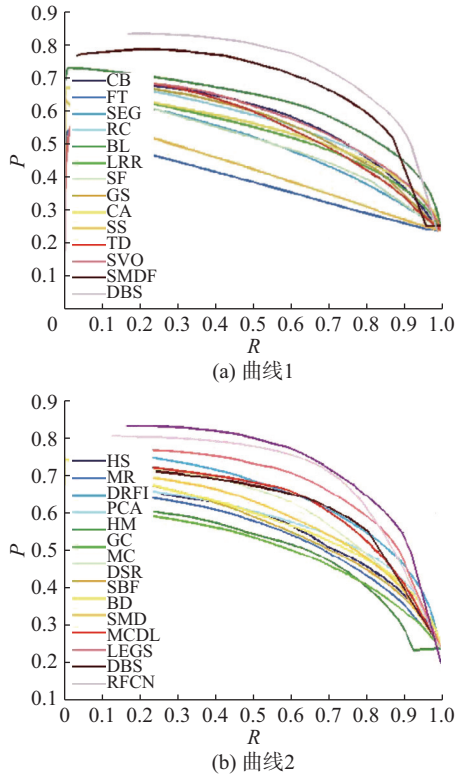 0.9
0.8
0.7
0.6
0.5
0.4
0.3
0.2
0.1
P
CB
FT
SEG
RC
BL
LRR
SF
GS
CA
SS
TD
SVO
SMDF
DBS
0 0.1 0.2 0.3 0.4 0.5 0.6 0.7 0.8 0.9 1.0
R
(a) 曲线1
0.9
0.8
0.7
0.6
0.5
0.4
0.3
0.2
0.1
P
HS
MR
DRFI
PCA
HM
GC
MC
DSR
SBF
BD
SMD
MCDL
LEGS
DBS
RFCN
0 0.1 0.2 0.3 0.4 0.5 0.6 0.7 0.8 0.9 1.0
R
(b) 曲线2